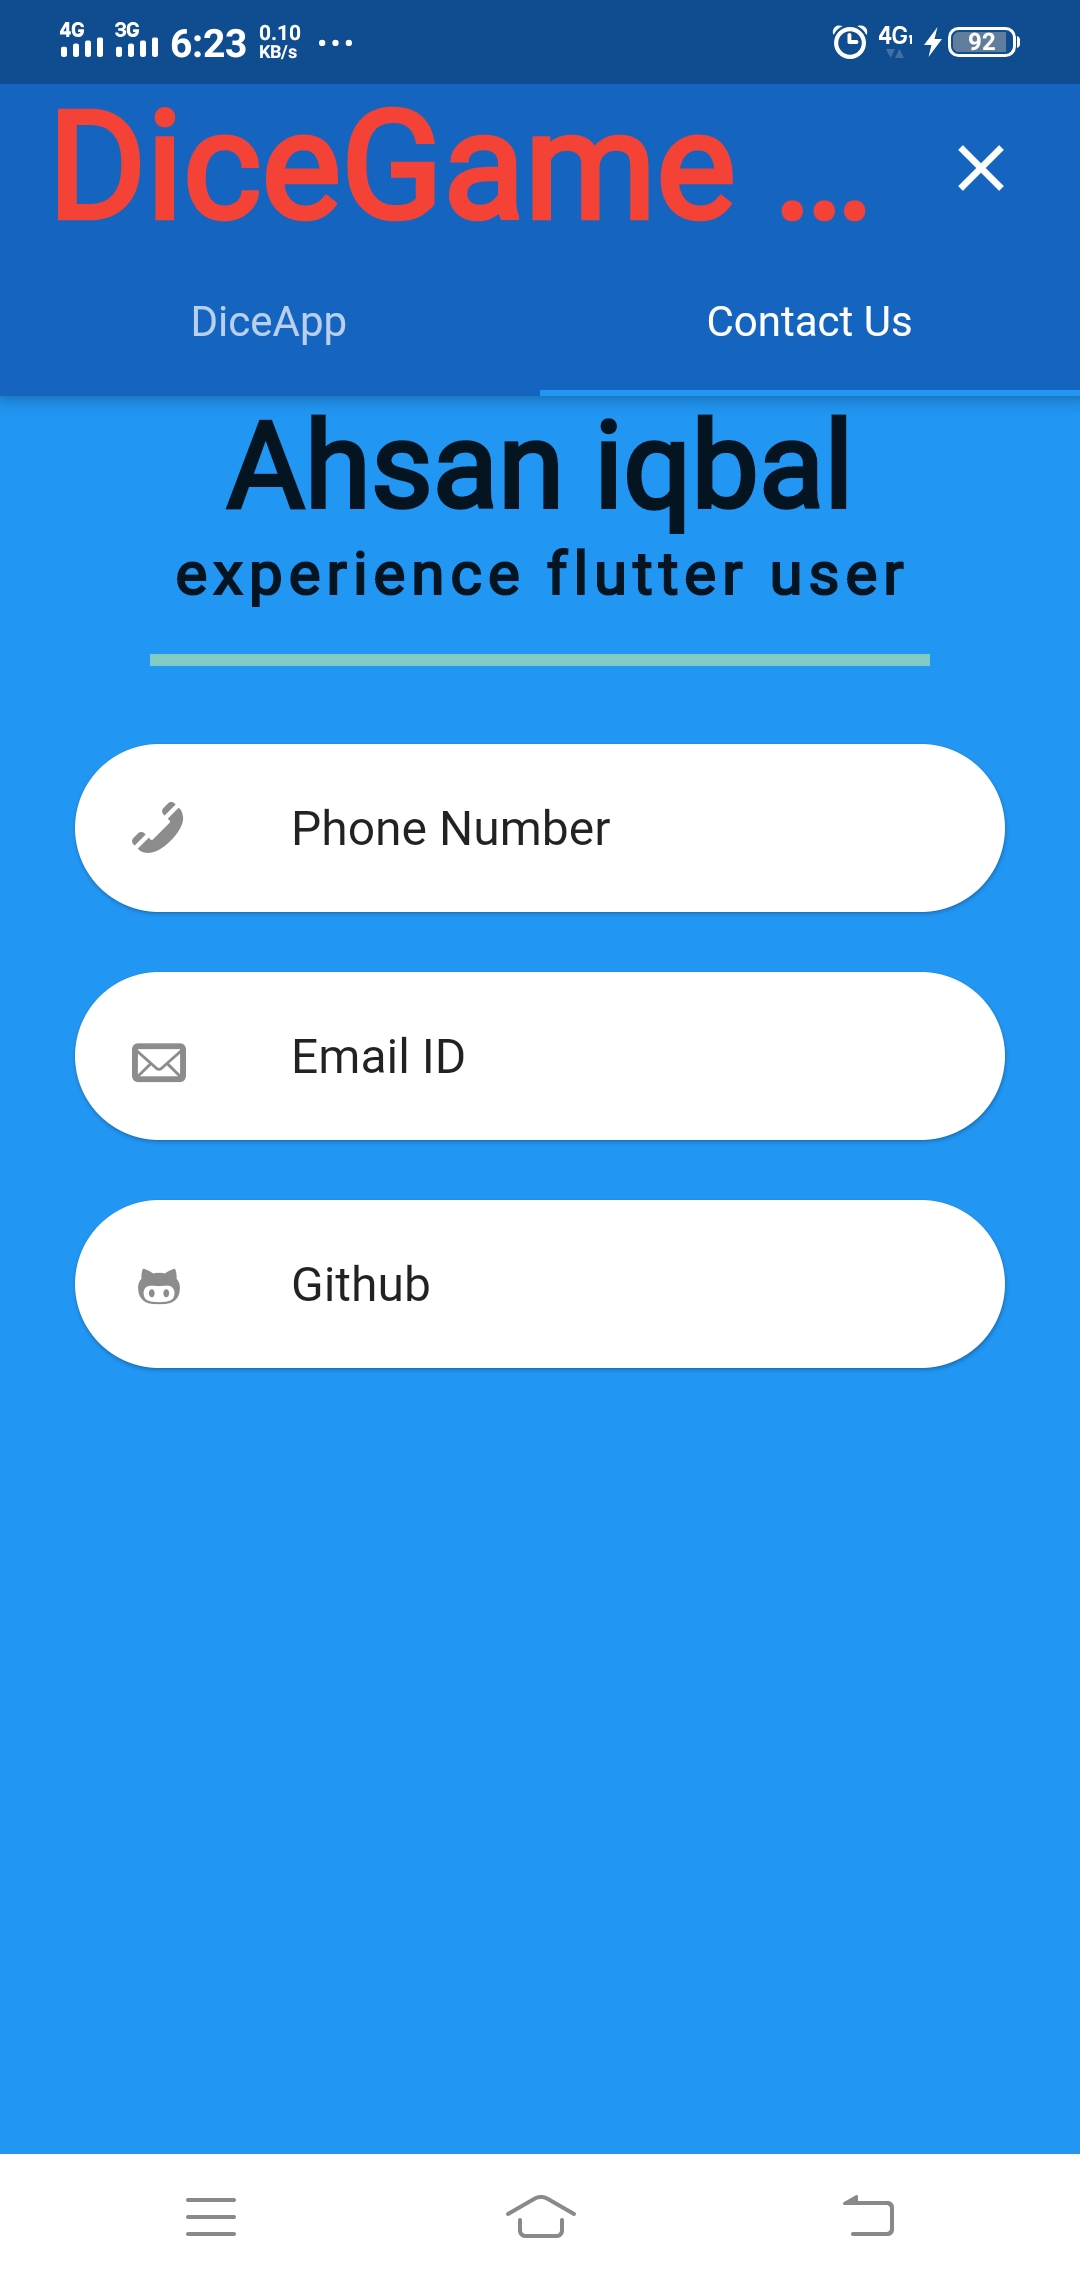 4G 3G 6:23 0.10 KB/s ... 4G1 92
DiceGame ...
DiceApp Contact Us
Ahsan iqbal
experience flutter user
Phone Number
Email ID
Github